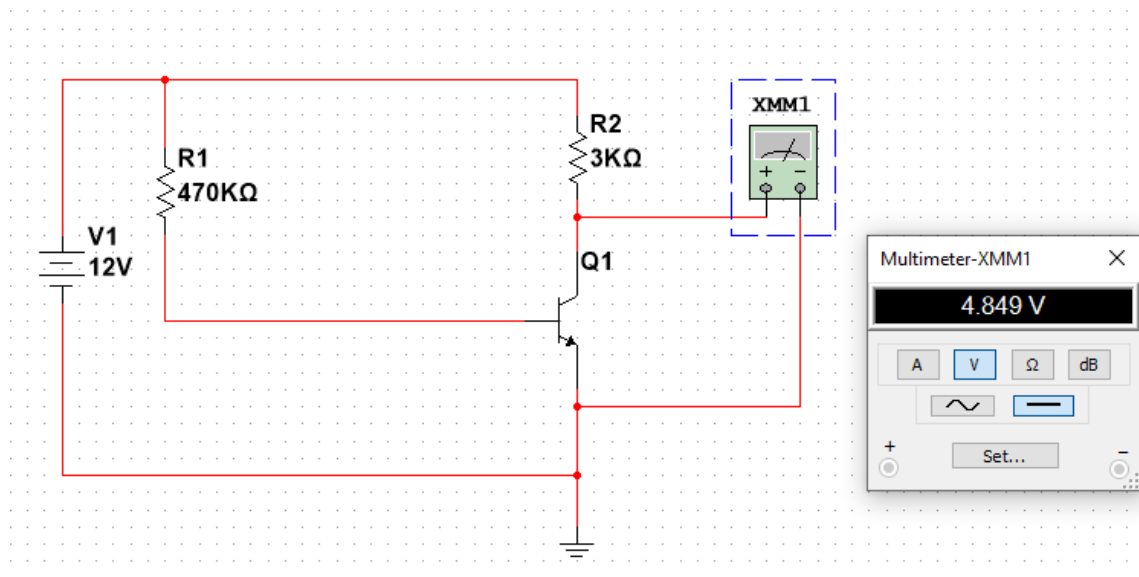 XMM1
R2
3KΩ
R1
470KΩ
+ −
V1
12V
Q1
Multimeter-XMM1
4.849 V
A V Ω dB
+ Set... −